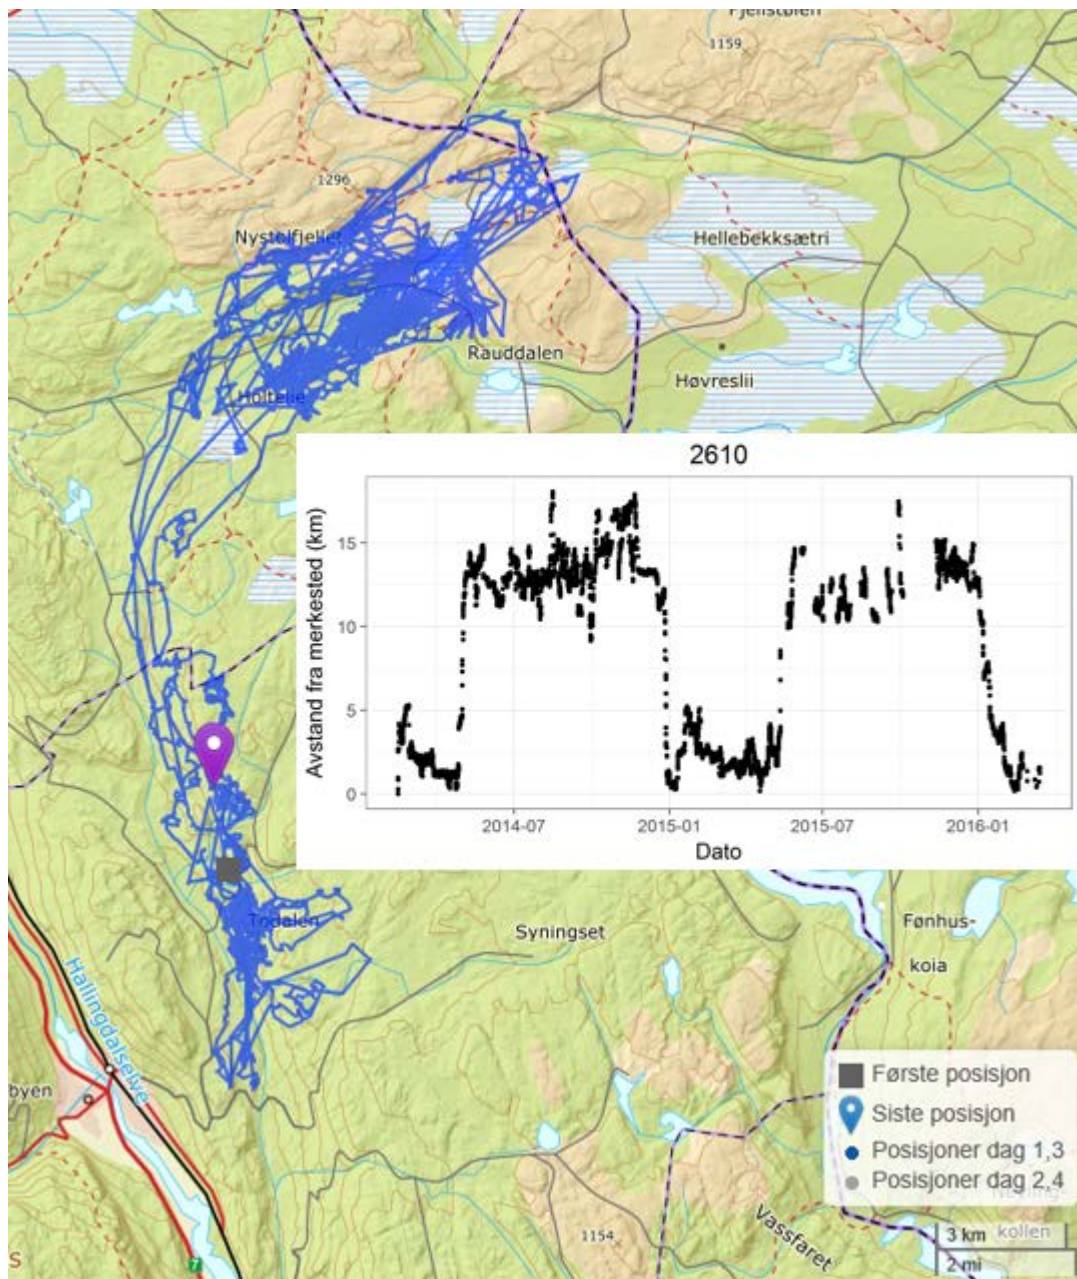 Fjellstølen
1159
1296
Nystølfjellet
Hellebekksætri
Rauddalen
Høvreslii
Holtelie
2610
Avstand fra merkested (km)
15
10
5
0
2014-07
2015-01
2015-07
2016-01
Dato
Todalen
Syningset
Fønhus-
koia
Hallingdalselve
byen
Første posisjon
Siste posisjon
Posisjoner dag 1,3
Posisjoner dag 2,4
Vassfaret
1154
kollen
3 km
2 mi
7
S